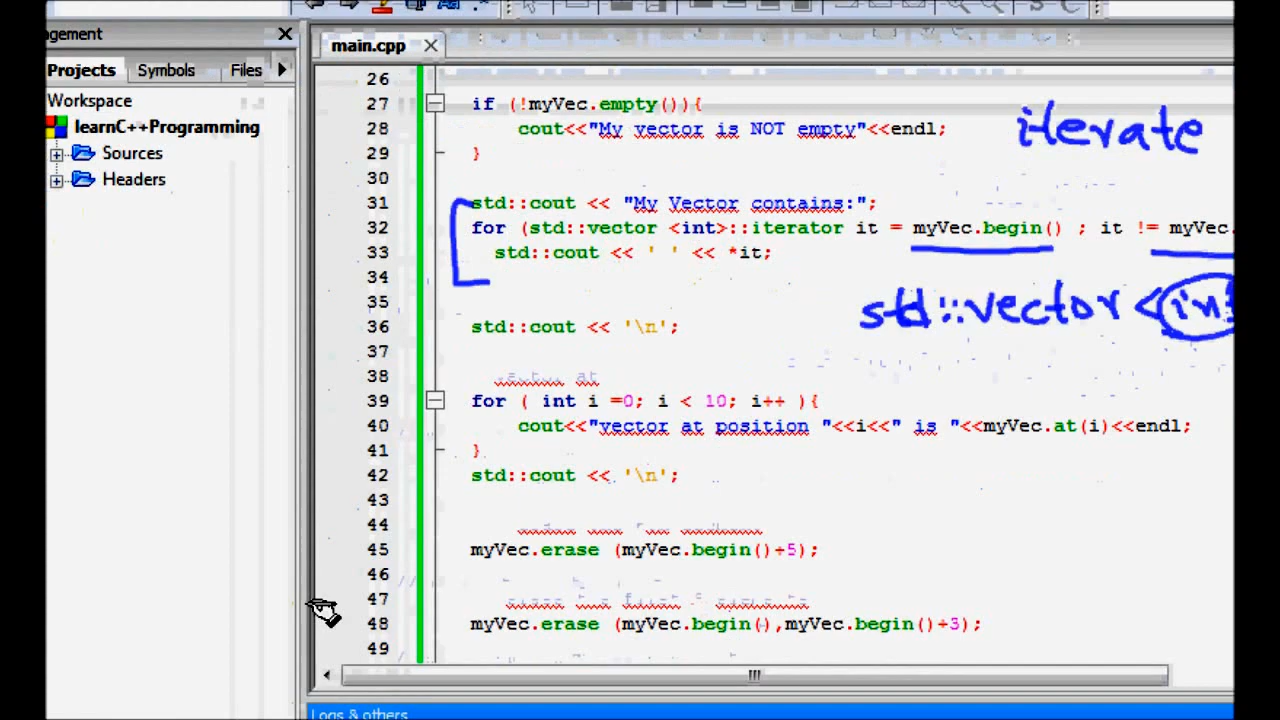 agement
Projects Symbols Files
Workspace
learnC++Programming
Sources
Headers
main.cpp
26
27 if (!myVec.empty()){
28 cout<<"My vector is NOT empty"<<endl;
29 }
30
31 std::cout << "My Vector contains:";
32 for (std::vector <int>::iterator it = myVec.begin() ; it != myVec.
33 std::cout << ' ' << *it;
34
35
36 std::cout << '\n';
37
38 at
39 for ( int i =0; i < 10; i++ ){
40 cout<<"vector at position "<<i<<" is "<<myVec.at(i)<<endl;
41 }
42 std::cout << '\n';
43
44
45 myVec.erase (myVec.begin()+5);
46 //
47
48 myVec.erase (myVec.begin(),myVec.begin()+3);
49
iterate
std::vector <int
Logs & others